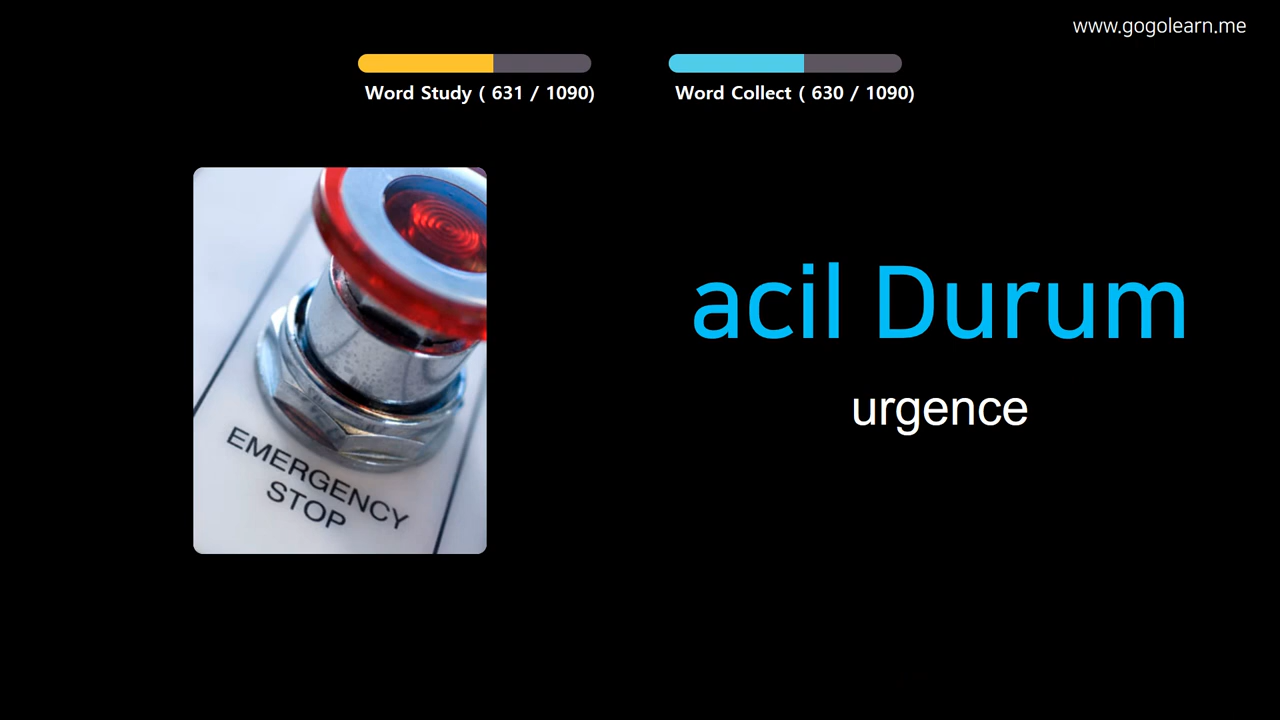 www.gogolearn.me
Word Study ( 631 / 1090)
Word Collect ( 630 / 1090)
EMERGENCY
STOP
acil Durum
urgence